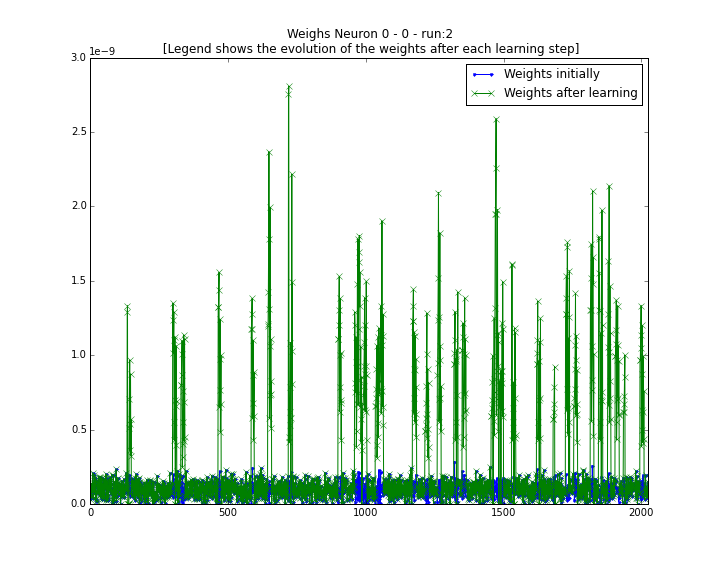 Weighs Neuron 0 - 0 - run:2
[Legend shows the evolution of the weights after each learning step]
1e−9
3.0
Weights initially
Weights after learning
2.5
2.0
1.5
1.0
0.5
0.0
0 500 1000 1500 2000